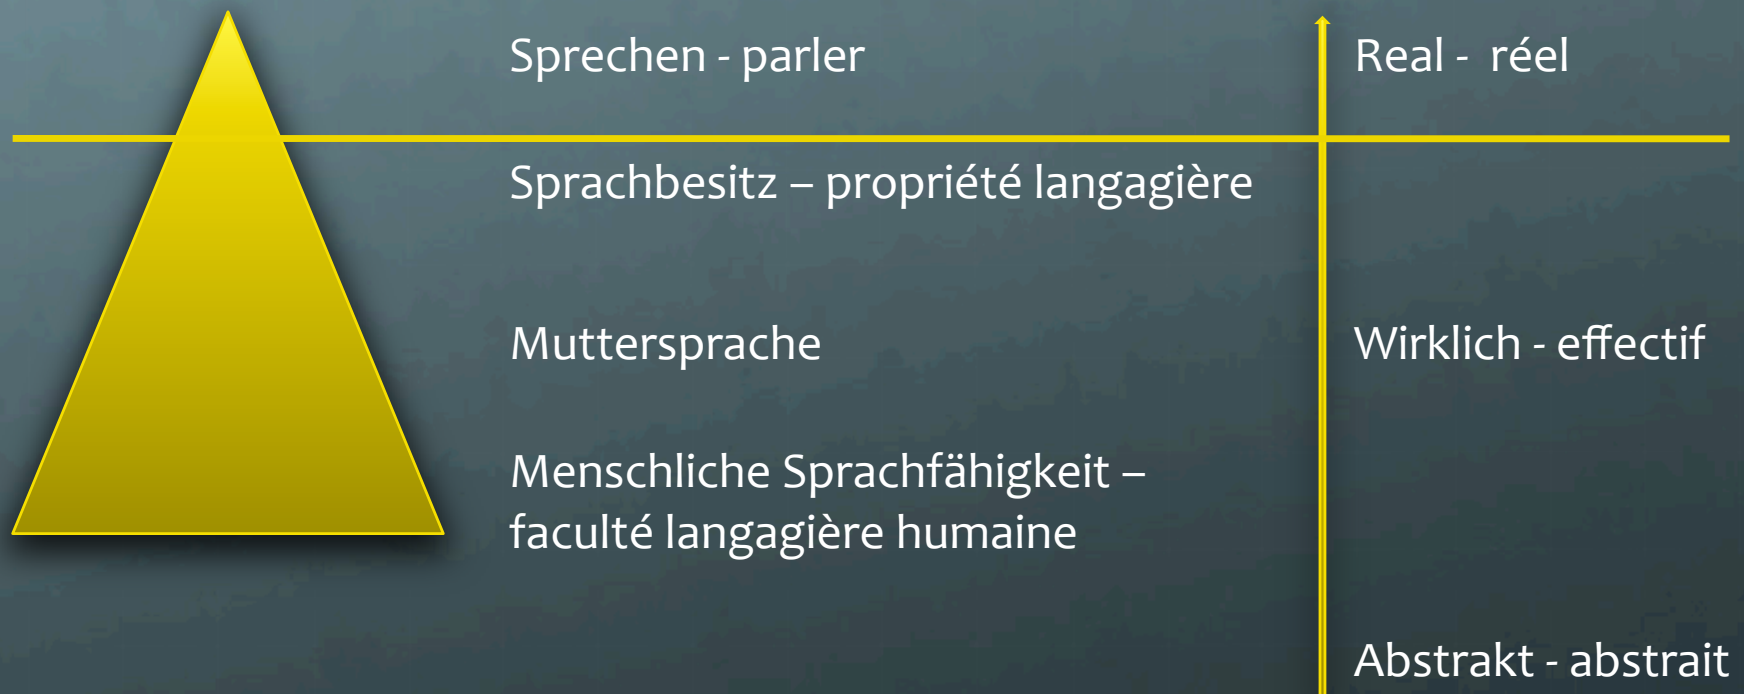 Sprechen - parler
Real - réel
Sprachbesitz – propriété langagière
Muttersprache
Wirklich - effectif
Menschliche Sprachfähigkeit –
faculté langagière humaine
Abstrakt - abstrait